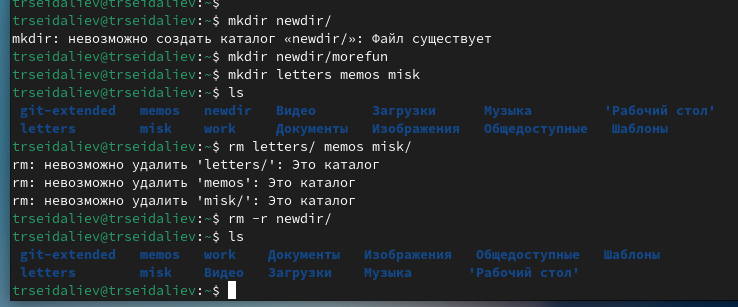 trseidaliev@trseidaliev:~$
trseidaliev@trseidaliev:~$ mkdir newdir/
mkdir: невозможно создать каталог «newdir/»: Файл существует
trseidaliev@trseidaliev:~$ mkdir newdir/morefun
trseidaliev@trseidaliev:~$ mkdir letters memos misk
trseidaliev@trseidaliev:~$ ls
git-extended memos newdir Видео Загрузки Музыка 'Рабочий стол'
letters misk work Документы Изображения Общедоступные Шаблоны
trseidaliev@trseidaliev:~$ rm letters/ memos misk/
rm: невозможно удалить 'letters/': Это каталог
rm: невозможно удалить 'memos': Это каталог
rm: невозможно удалить 'misk/': Это каталог
trseidaliev@trseidaliev:~$ rm -r newdir/
trseidaliev@trseidaliev:~$ ls
git-extended memos work Документы Изображения Общедоступные Шаблоны
letters misk Видео Загрузки Музыка 'Рабочий стол'
trseidaliev@trseidaliev:~$